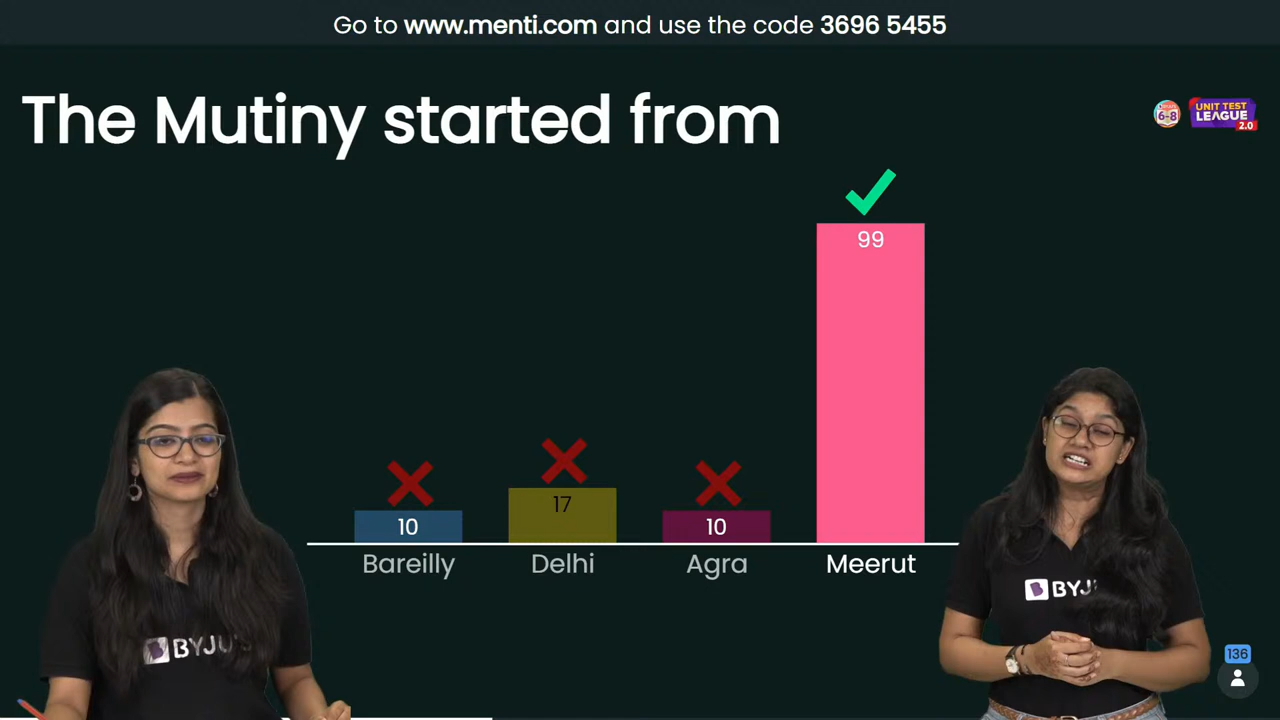 Go to www.menti.com and use the code 3696 5455
The Mutiny started from
6-8
UNIT TEST
LEAGUE
2.0
99
17
10
10
Bareilly Delhi Agra Meerut
BYJU'S
BYJU
136